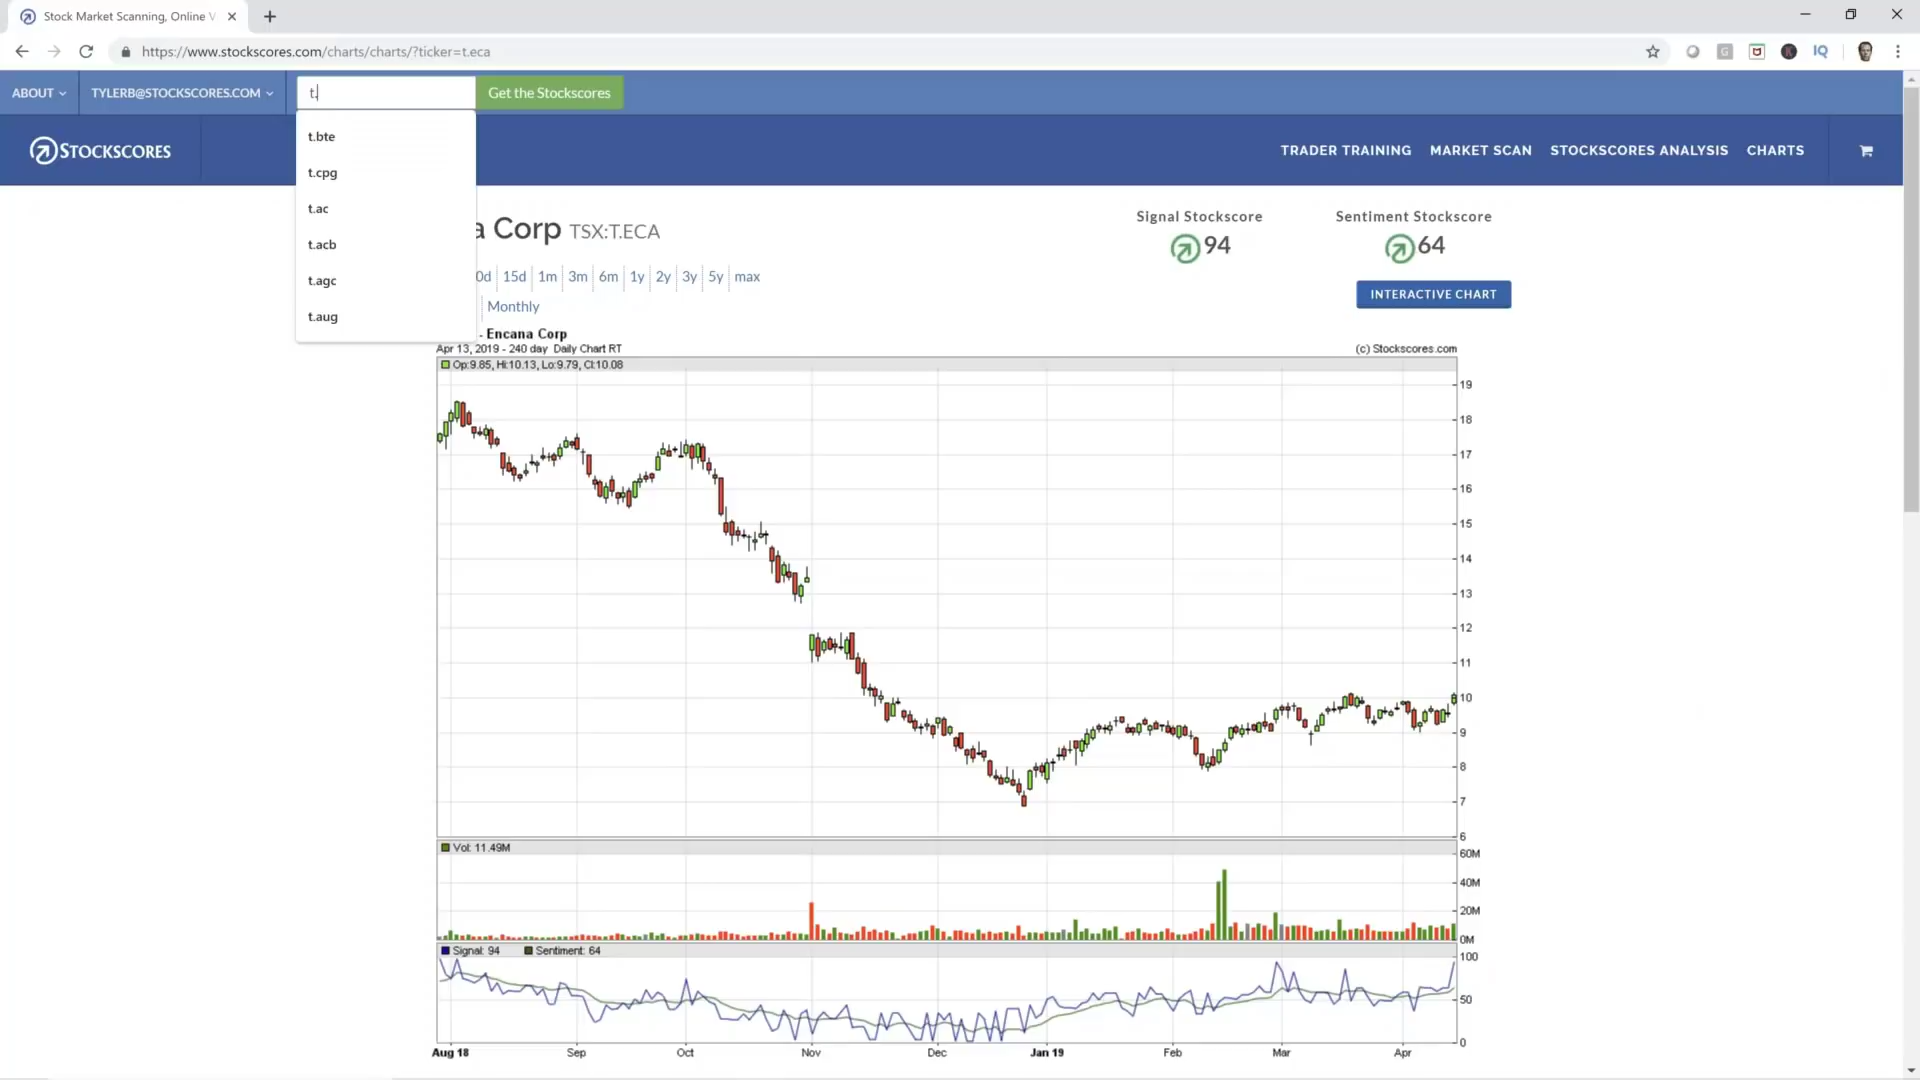 Stock Market Scanning, Online V
https://www.stockscores.com/charts/charts/?ticker=t.eca
IQ
ABOUT
TYLERB@STOCKSCORES.COM
t.
Get the Stockscores
t.bte
t.cpg
t.ac
t.acb
t.agc
t.aug
STOCKSCORES
TRADER TRAINING
MARKET SCAN
STOCKSCORES ANALYSIS
CHARTS
a Corp TSX:T.ECA
Signal Stockscore
94
Sentiment Stockscore
64
0d 15d 1m 3m 6m 1y 2y 3y 5y max
Monthly
INTERACTIVE CHART
- Encana Corp
Apr 13, 2019 - 240 day Daily Chart RT
(c) Stockscores.com
Op:9.85, Hi:10.13, Lo:9.79, Cl:10.08
19
18
17
16
15
14
13
12
11
10
9
8
7
6
Vol: 11.49M
60M
40M
20M
0M
Signal: 94 Sentiment: 64
100
50
0
Aug 18 Sep Oct Nov Dec Jan 19 Feb Mar Apr